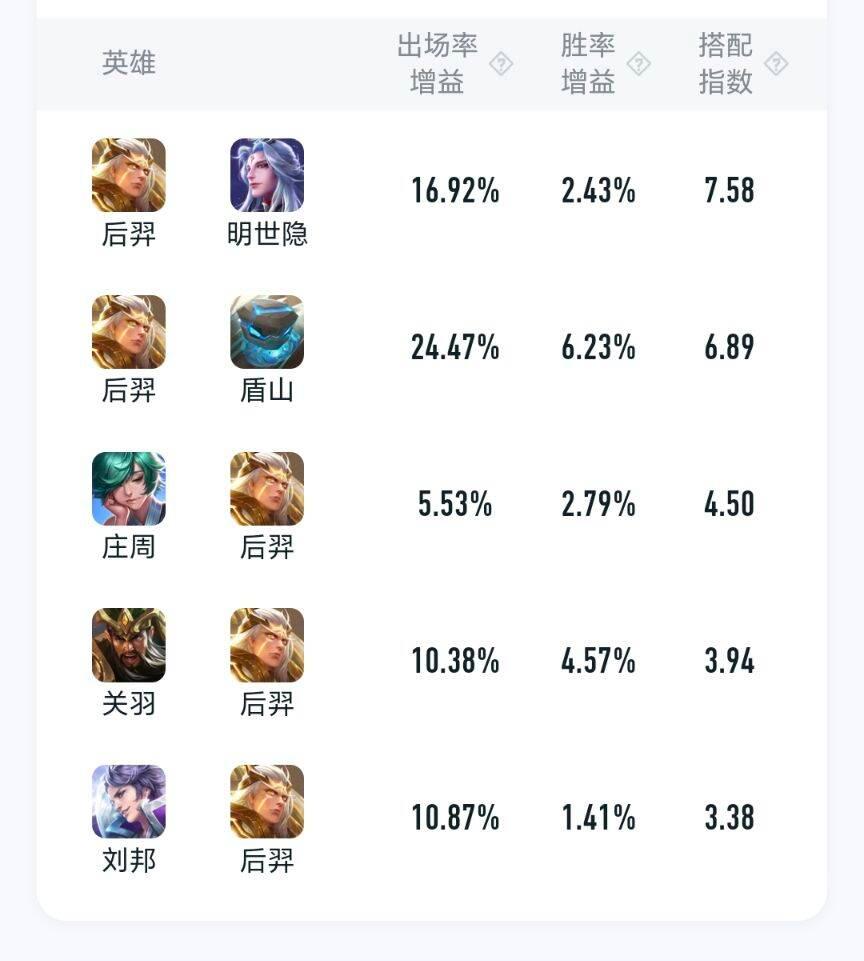 英雄 出场率增益 ? 胜率增益 ? 搭配指数 ?
后羿 明世隐 16.92% 2.43% 7.58
后羿 盾山 24.47% 6.23% 6.89
庄周 后羿 5.53% 2.79% 4.50
关羽 后羿 10.38% 4.57% 3.94
刘邦 后羿 10.87% 1.41% 3.38